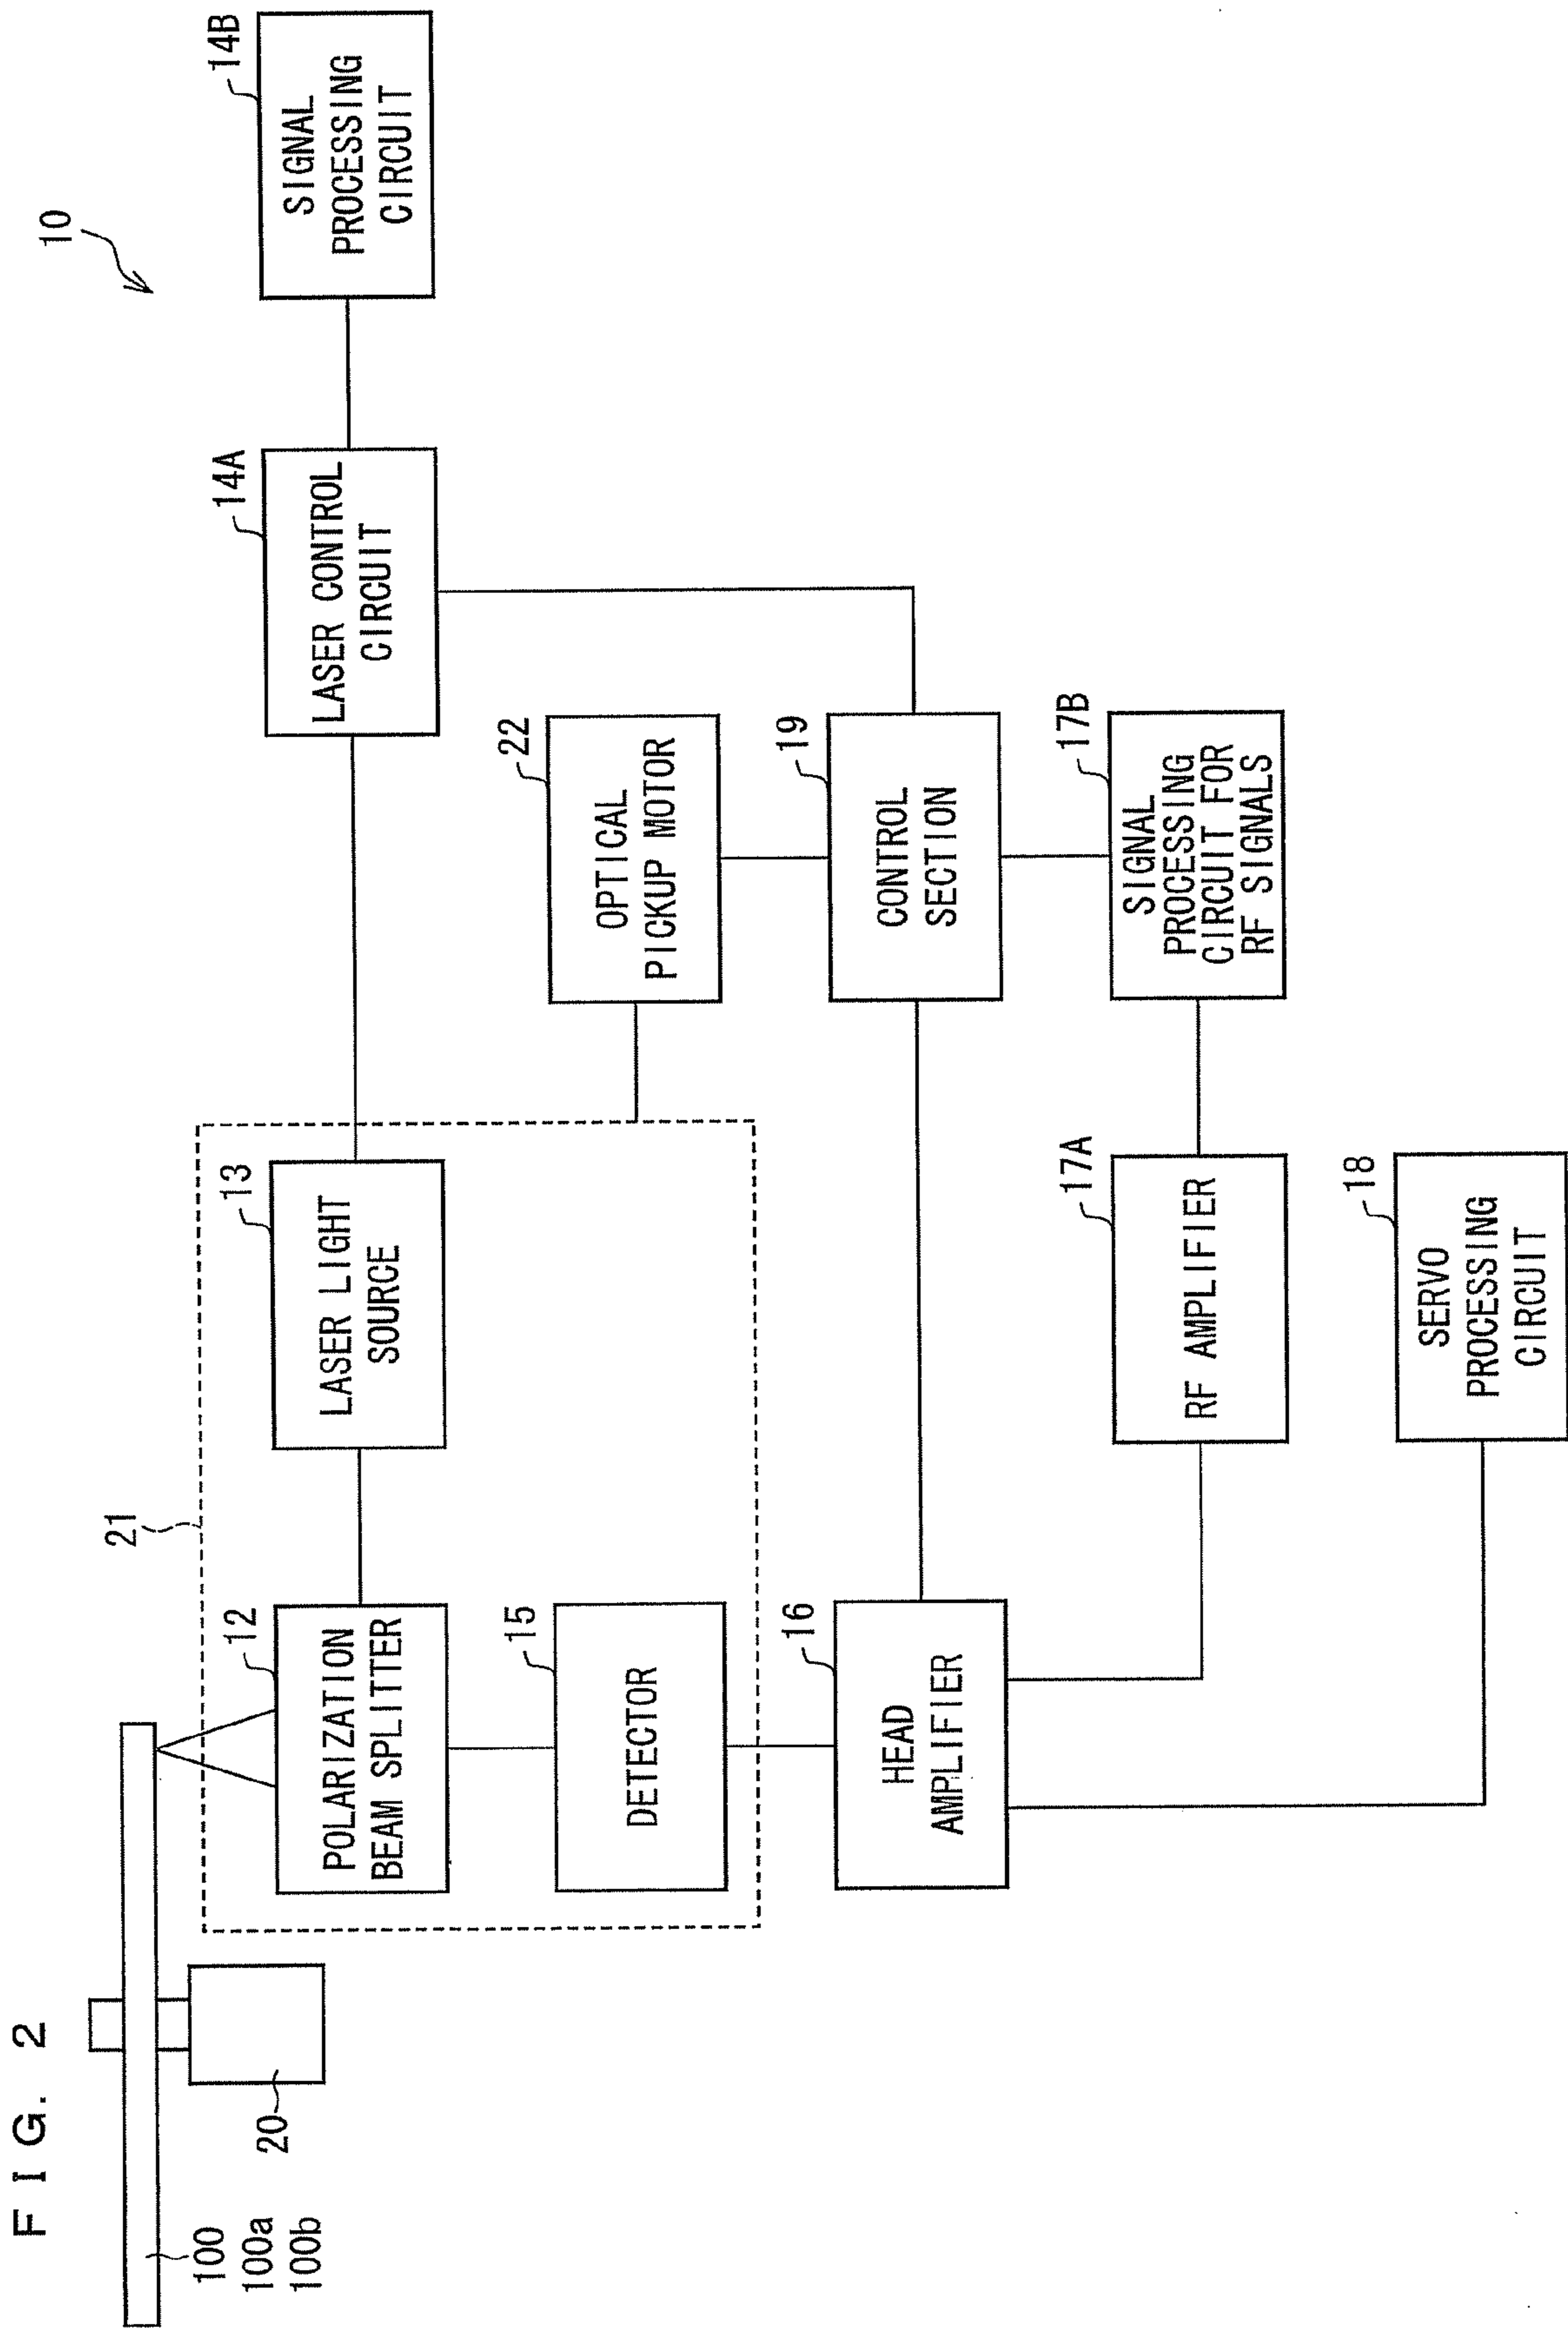 FIG. 2
10
100
100a
100b
20
21
12
POLARIZATION
BEAM SPLITTER
13
LASER LIGHT
SOURCE
14A
LASER CONTROL
CIRCUIT
14B
SIGNAL
PROCESSING
CIRCUIT
15
DETECTOR
22
OPTICAL
PICKUP MOTOR
16
HEAD
AMPLIFIER
19
CONTROL
SECTION
17A
RF AMPLIFIER
17B
SIGNAL
PROCESSING
CIRCUIT FOR
RF SIGNALS
18
SERVO
PROCESSING
CIRCUIT